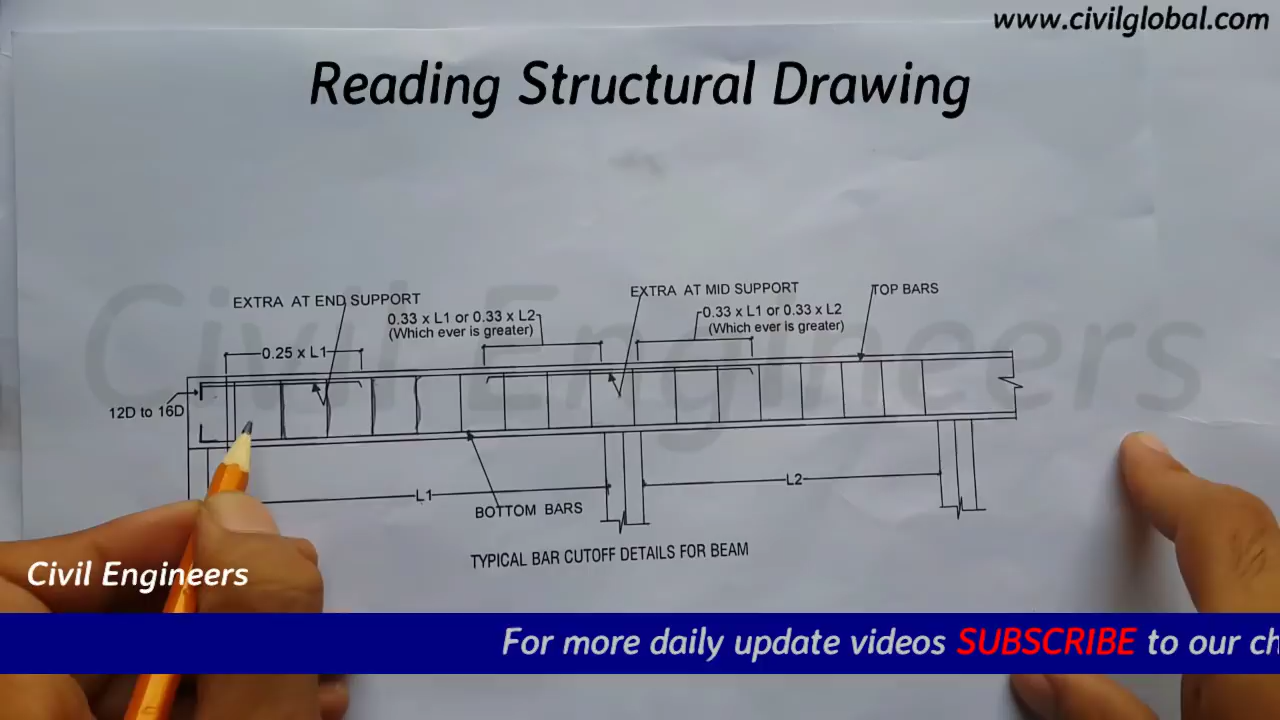 www.civilglobal.com
Reading Structural Drawing
EXTRA AT END SUPPORT
0.33 x L1 or 0.33 x L2
(Which ever is greater)
EXTRA AT MID SUPPORT
TOP BARS
0.33 x L1 or 0.33 x L2
(Which ever is greater)
0.25 x L1
12D to 16D
Civil Engineers
L1
L2
BOTTOM BARS
TYPICAL BAR CUTOFF DETAILS FOR BEAM
Civil Engineers
For more daily update videos SUBSCRIBE to our ch